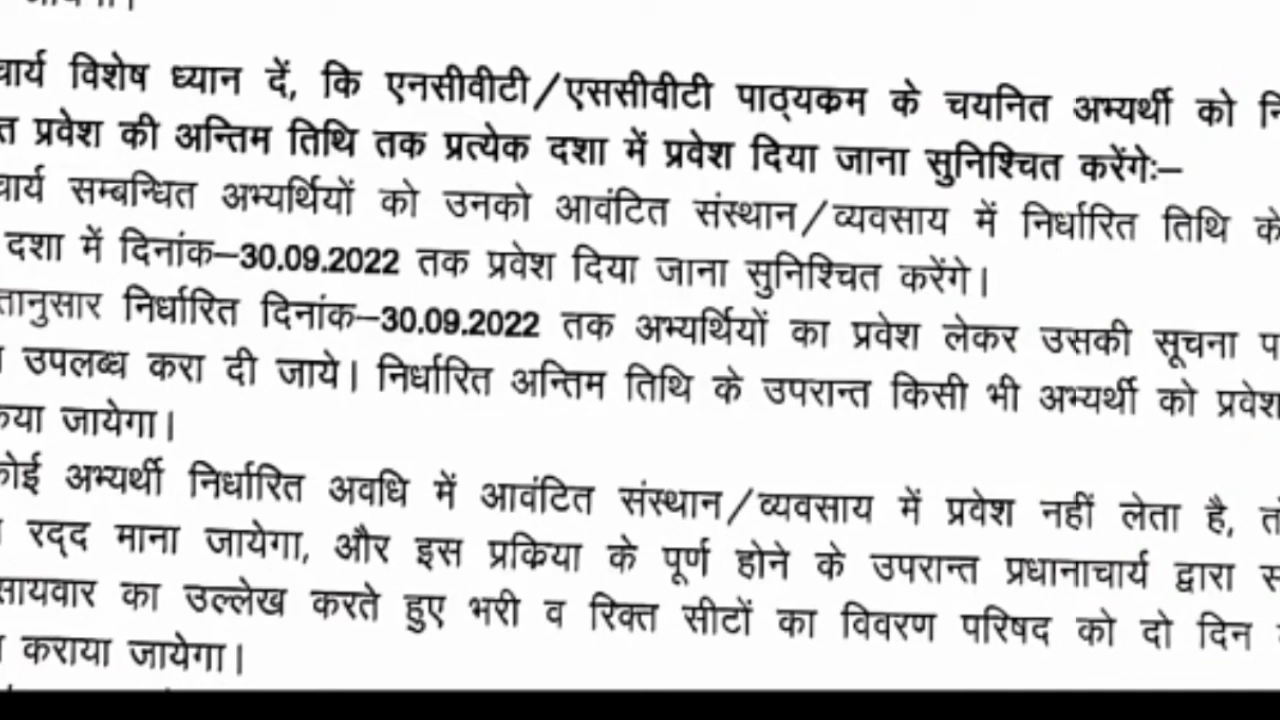 विशेष ध्यान दें, कि एनसीवीटी/एससीवीटी पाठ्यक्रम के चयनित अभ्यर्थी को
प्रवेश की अन्तिम तिथि तक प्रत्येक दशा में प्रवेश दिया जाना सुनिश्चित करेंगेः–
सम्बन्धित अभ्यर्थियों को उनको आवंटित संस्थान/व्यवसाय में निर्धारित तिथि के
दशा में दिनांक–30.09.2022 तक प्रवेश दिया जाना सुनिश्चित करेंगे।
तानुसार निर्धारित दिनांक–30.09.2022 तक अभ्यर्थियों का प्रवेश लेकर उसकी सूचना प
उपलब्ध करा दी जाये। निर्धारित अन्तिम तिथि के उपरान्त किसी भी अभ्यर्थी को प्रवेश
जायेगा।
कोई अभ्यर्थी निर्धारित अवधि में आवंटित संस्थान/व्यवसाय में प्रवेश नहीं लेता है,
रद्द माना जायेगा, और इस प्रकिया के पूर्ण होने के उपरान्त प्रधानाचार्य द्वारा
सायवार का उल्लेख करते हुए भरी व रिक्त सीटों का विवरण परिषद को दो दिन
कराया जायेगा।